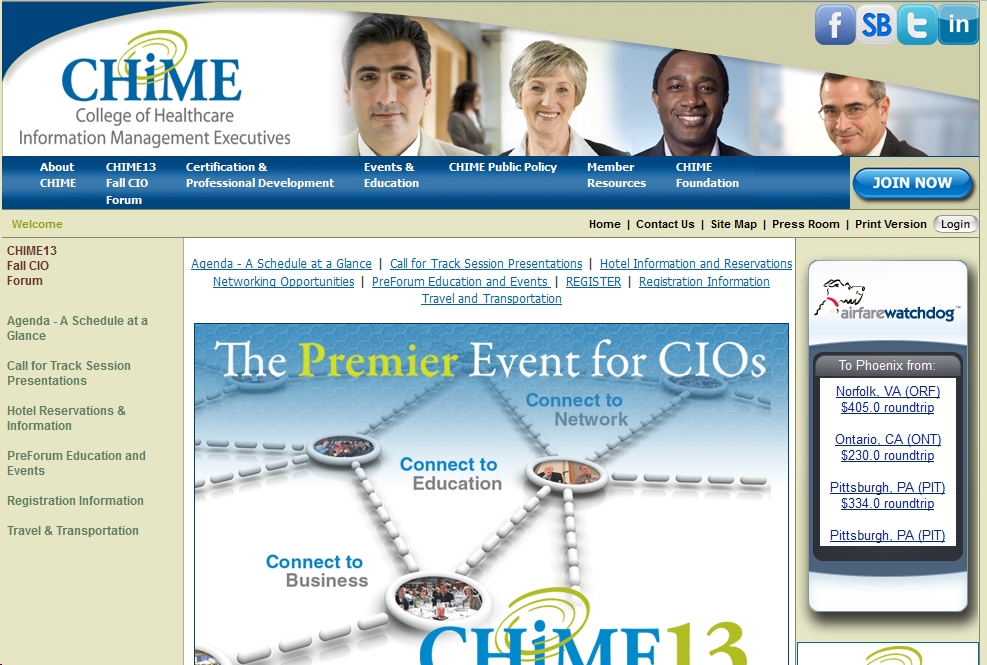 f SB t in
CHiME
College of Healthcare
Information Management Executives
About
CHIME
CHIME13
Fall CIO
Forum
Certification &
Professional Development
Events &
Education
CHIME Public Policy
Member
Resources
CHIME
Foundation
JOIN NOW
Welcome
Home | Contact Us | Site Map | Press Room | Print Version Login
CHIME13
Fall CIO
Forum
Agenda - A Schedule at a
Glance
Call for Track Session
Presentations
Hotel Reservations &
Information
PreForum Education and
Events
Registration Information
Travel & Transportation
Agenda - A Schedule at a Glance | Call for Track Session Presentations | Hotel Information and Reservations
Networking Opportunities | PreForum Education and Events | REGISTER | Registration Information
Travel and Transportation
The Premier Event for CIOs
Connect to
Network
Connect to
Education
Connect to
Business
CHiME13
airfarewatchdog™
To Phoenix from:
Norfolk, VA (ORF)
$405.0 roundtrip
Ontario, CA (ONT)
$230.0 roundtrip
Pittsburgh, PA (PIT)
$334.0 roundtrip
Pittsburgh, PA (PIT)